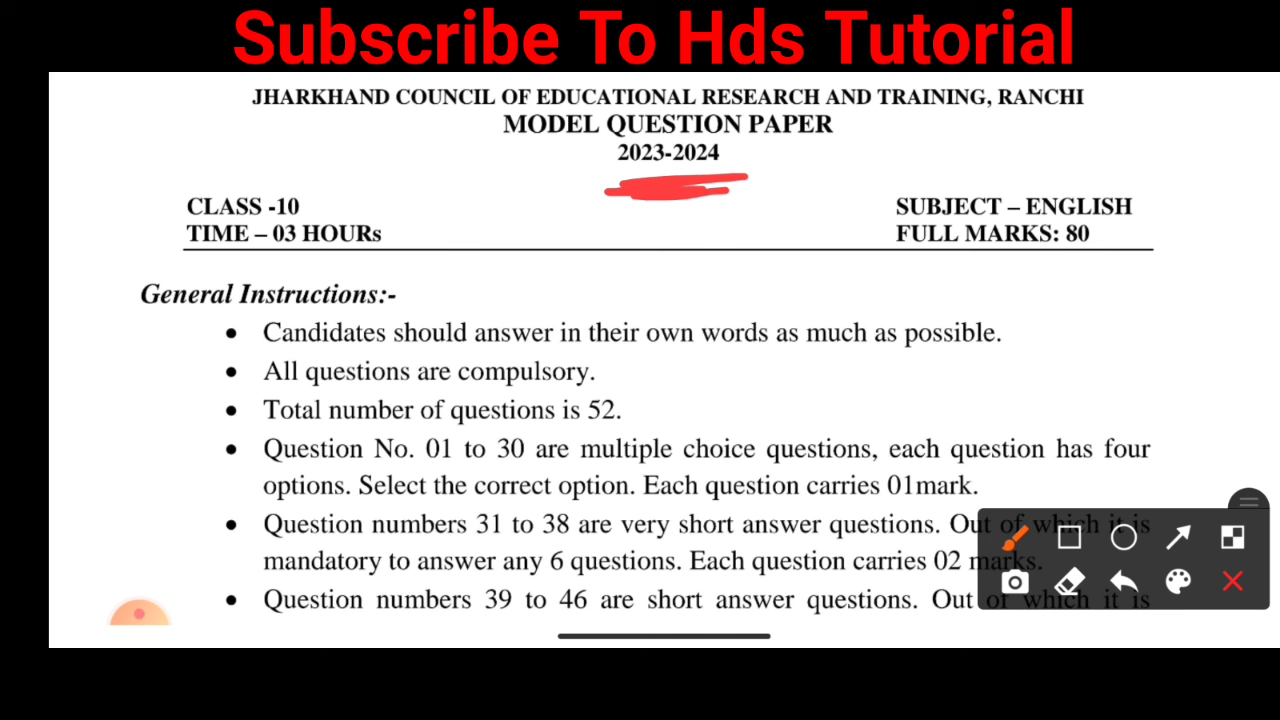 Subscribe To Hds Tutorial
JHARKHAND COUNCIL OF EDUCATIONAL RESEARCH AND TRAINING, RANCHI
MODEL QUESTION PAPER
2023-2024
CLASS -10
SUBJECT – ENGLISH
TIME – 03 HOURs
FULL MARKS: 80
General Instructions:-
• Candidates should answer in their own words as much as possible.
• All questions are compulsory.
• Total number of questions is 52.
• Question No. 01 to 30 are multiple choice questions, each question has four
options. Select the correct option. Each question carries 01mark.
• Question numbers 31 to 38 are very short answer questions. Out of which it is
mandatory to answer any 6 questions. Each question carries 02 marks.
• Question numbers 39 to 46 are short answer questions. Out of which it is